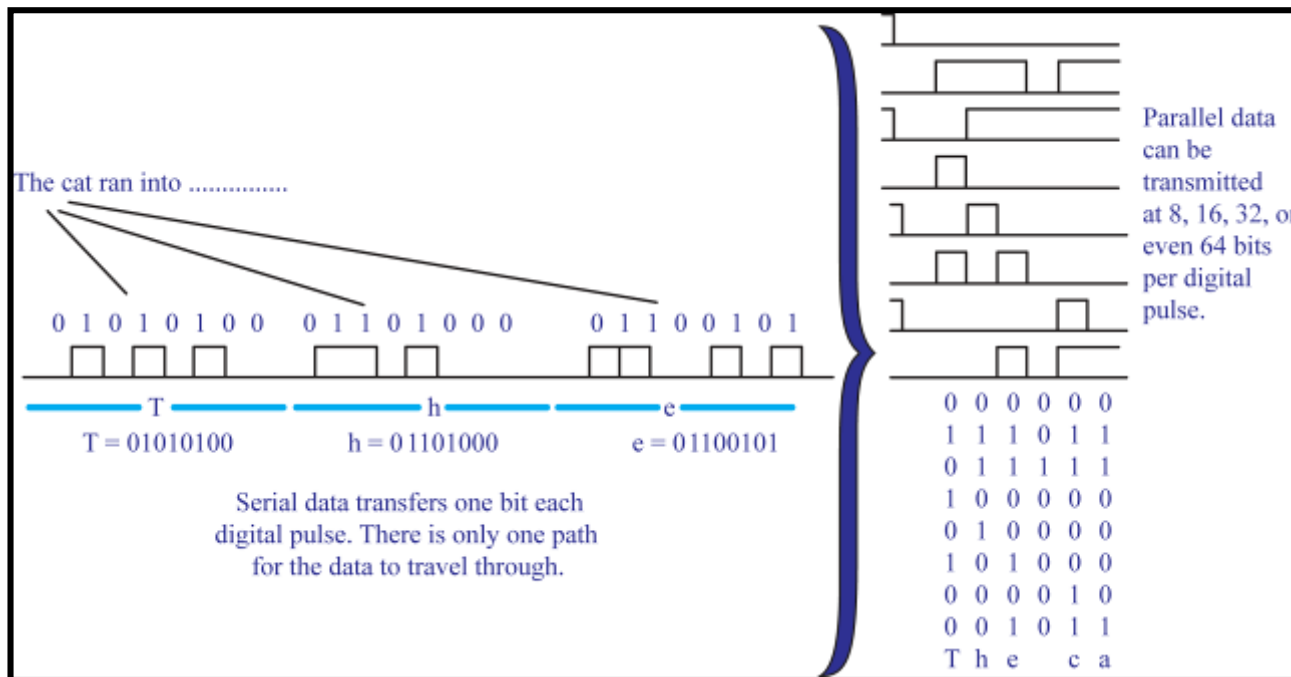 The cat ran into ...............
0 1 0 1 0 1 0 0
0 1 1 0 1 0 0 0
0 1 1 0 0 1 0 1
T
h
e
T = 01010100
h = 01101000
e = 01100101
Serial data transfers one bit each
digital pulse. There is only one path
for the data to travel through.
Parallel data
can be
transmitted
at 8, 16, 32, or
even 64 bits
per digital
pulse.
0 0 0 0 0 0
1 1 1 0 1 1
0 1 1 1 1 1
1 0 0 0 0 0
0 1 0 0 0 0
1 0 1 0 0 0
0 0 0 0 1 0
0 0 1 0 1 1
T h e c a